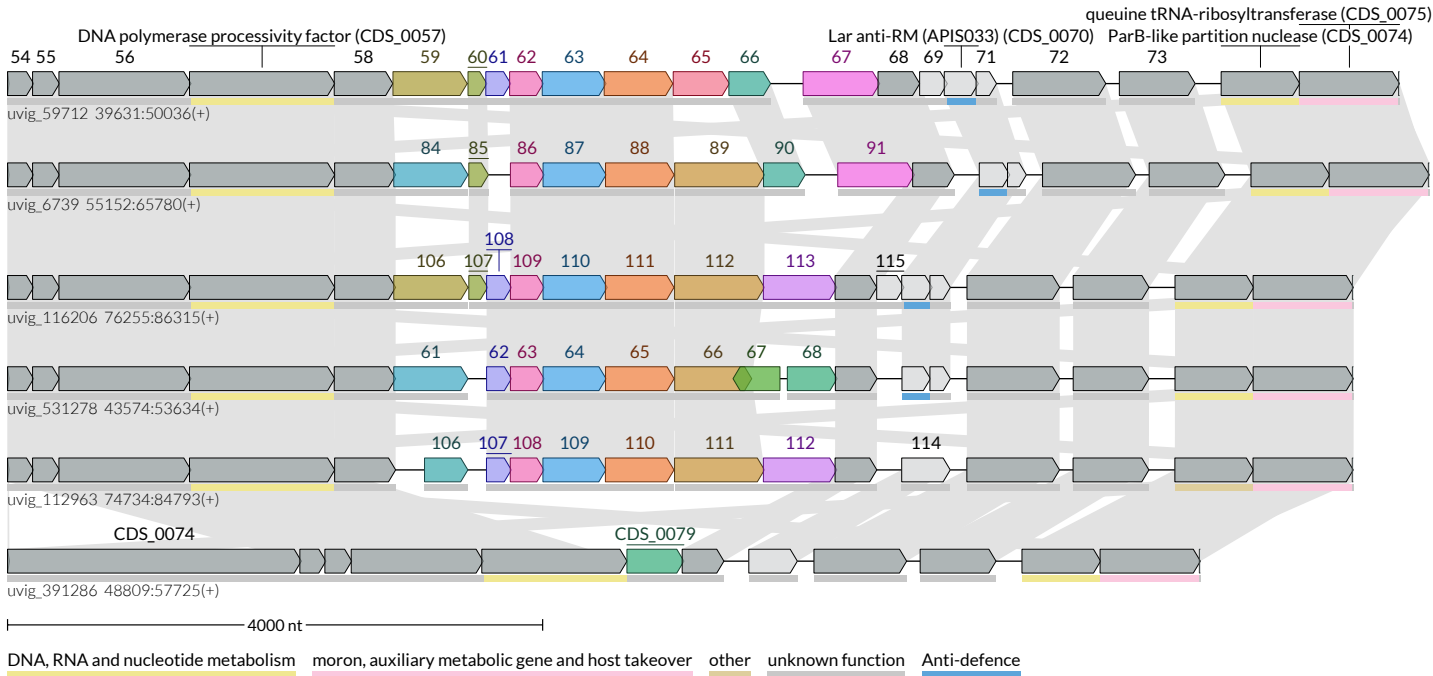 queuine tRNA-ribosyltransferase (CDS_0075)
DNA polymerase processivity factor (CDS_0057) Lar anti-RM (APIS033) (CDS_0070) ParB-like partition nuclease (CDS_0074)
54 55 56 58 59 60 61 62 63 64 65 66 67 68 69 71 72 73
uvig_59712 39631:50036(+)
84 85 86 87 88 89 90 91
uvig_6739 55152:65780(+)
108
106 107 109 110 111 112 113 115
uvig_116206 76255:86315(+)
61 62 63 64 65 66 67 68
uvig_531278 43574:53634(+)
106 107 108 109 110 111 112 114
uvig_112963 74734:84793(+)
CDS_0074 CDS_0079
uvig_391286 48809:57725(+)
4000 nt
DNA, RNA and nucleotide metabolism moron, auxiliary metabolic gene and host takeover other unknown function Anti-defence